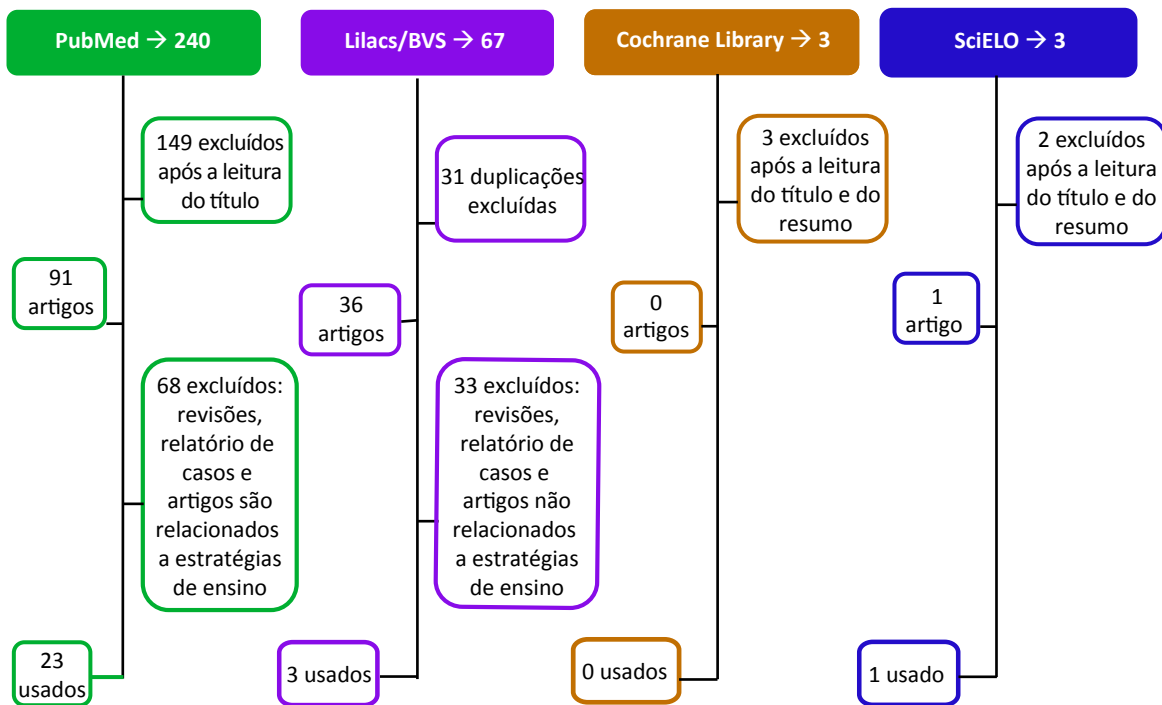 PubMed → 240
149 excluídos
após a leitura
do título
91
artigos
68 excluídos:
revisões,
relatório de
casos e
artigos são
relacionados
a estratégias
de ensino
23
usados
Lilacs/BVS → 67
31 duplicações
excluídas
36
artigos
33 excluídos:
revisões,
relatório de
casos e
artigos não
relacionados
a estratégias
de ensino
3 usados
Cochrane Library → 3
3 excluídos
após a leitura
do título e do
resumo
0
artigos
0 usados
SciELO → 3
2 excluídos
após a leitura
do título e do
resumo
1
artigo
1 usado